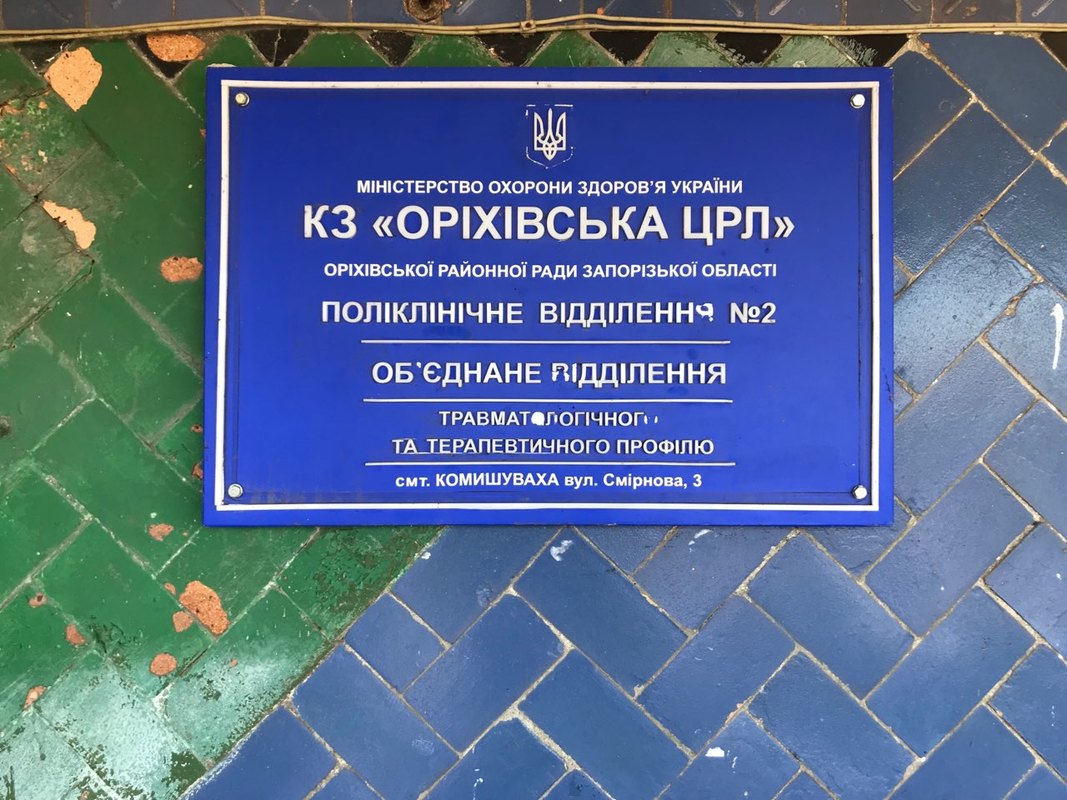 МІНІСТЕРСТВО ОХОРОНИ ЗДОРОВ'Я УКРАЇНИ
КЗ «ОРІХІВСЬКА ЦРЛ»
ОРІХІВСЬКОЇ РАЙОННОЇ РАДИ ЗАПОРІЗЬКОЇ ОБЛАСТІ
ПОЛІКЛІНІЧНЕ ВІДДІЛЕННЯ №2
ОБ'ЄДНАНЕ ВІДДІЛЕННЯ
ТРАВМАТОЛОГІЧНОГО
ТА ТЕРАПЕВТИЧНОГО ПРОФІЛЮ
смт. КОМИШУВАХА вул. Смірнова, 3